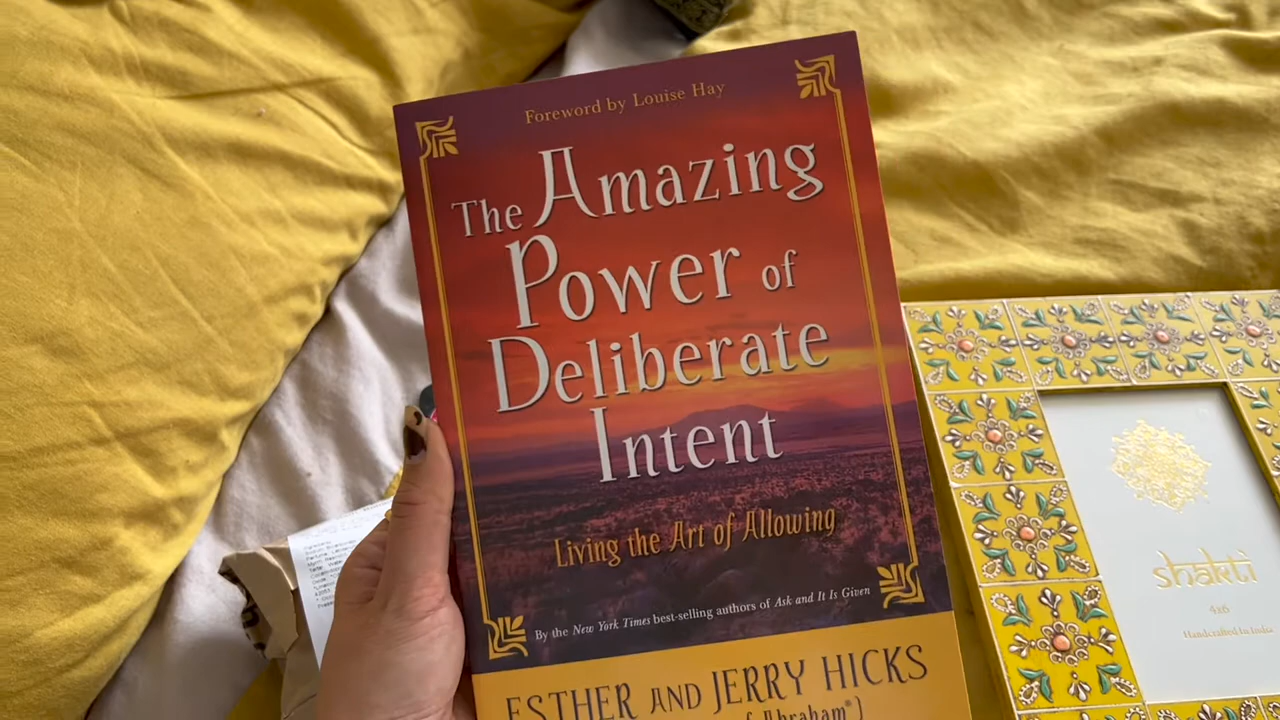 Foreword by Louise Hay
The Amazing
Power of
Deliberate
Intent
Living the Art of Allowing
By the New York Times best-selling authors of Ask and It Is Given
ESTHER AND JERRY HICKS
of Abraham®)
shakti
4x6
Handcrafted In India